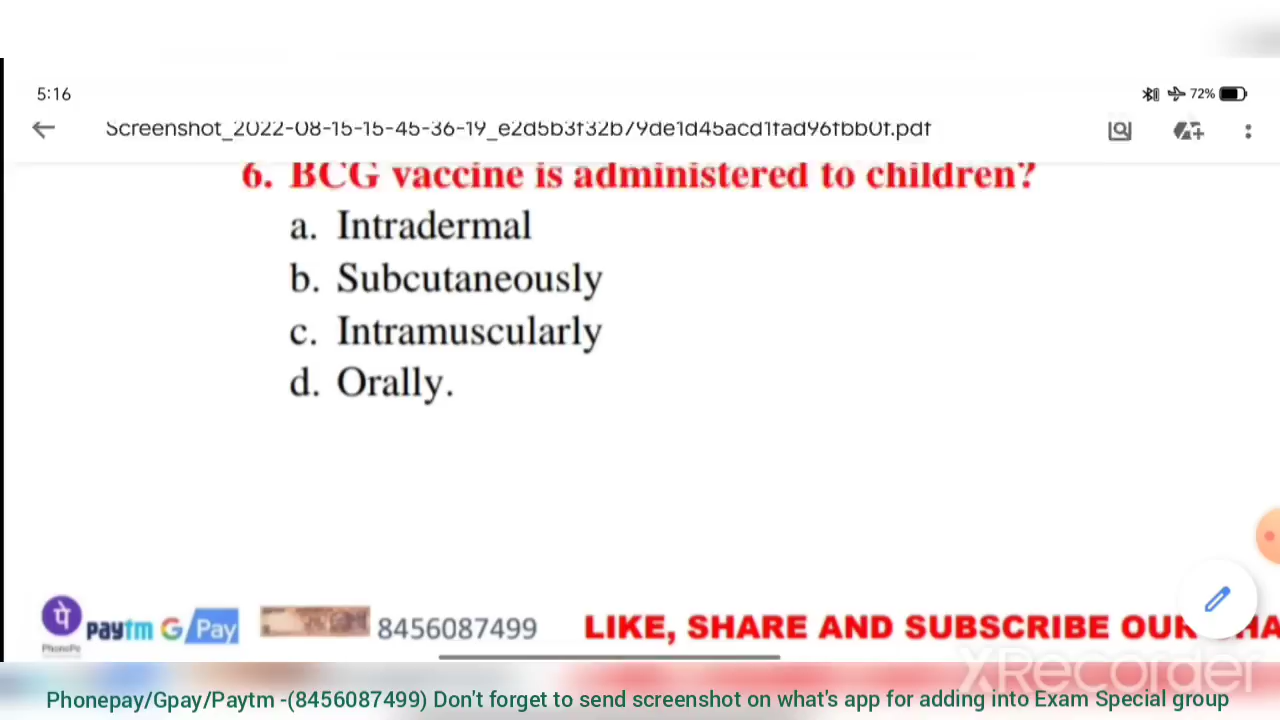 5:16
72%
Screenshot_2022-08-15-15-45-36-19_e2d5b3f32b79de1d45acd1fad96fbb0f.pdf
6. BCG vaccine is administered to children?
a. Intradermal
b. Subcutaneously
c. Intramuscularly
d. Orally.
पे paytm G Pay 8456087499 LIKE, SHARE AND SUBSCRIBE OUR CHA
PhonePe
XRecorder
Phonepay/Gpay/Paytm -(8456087499) Don't forget to send screenshot on what's app for adding into Exam Special group